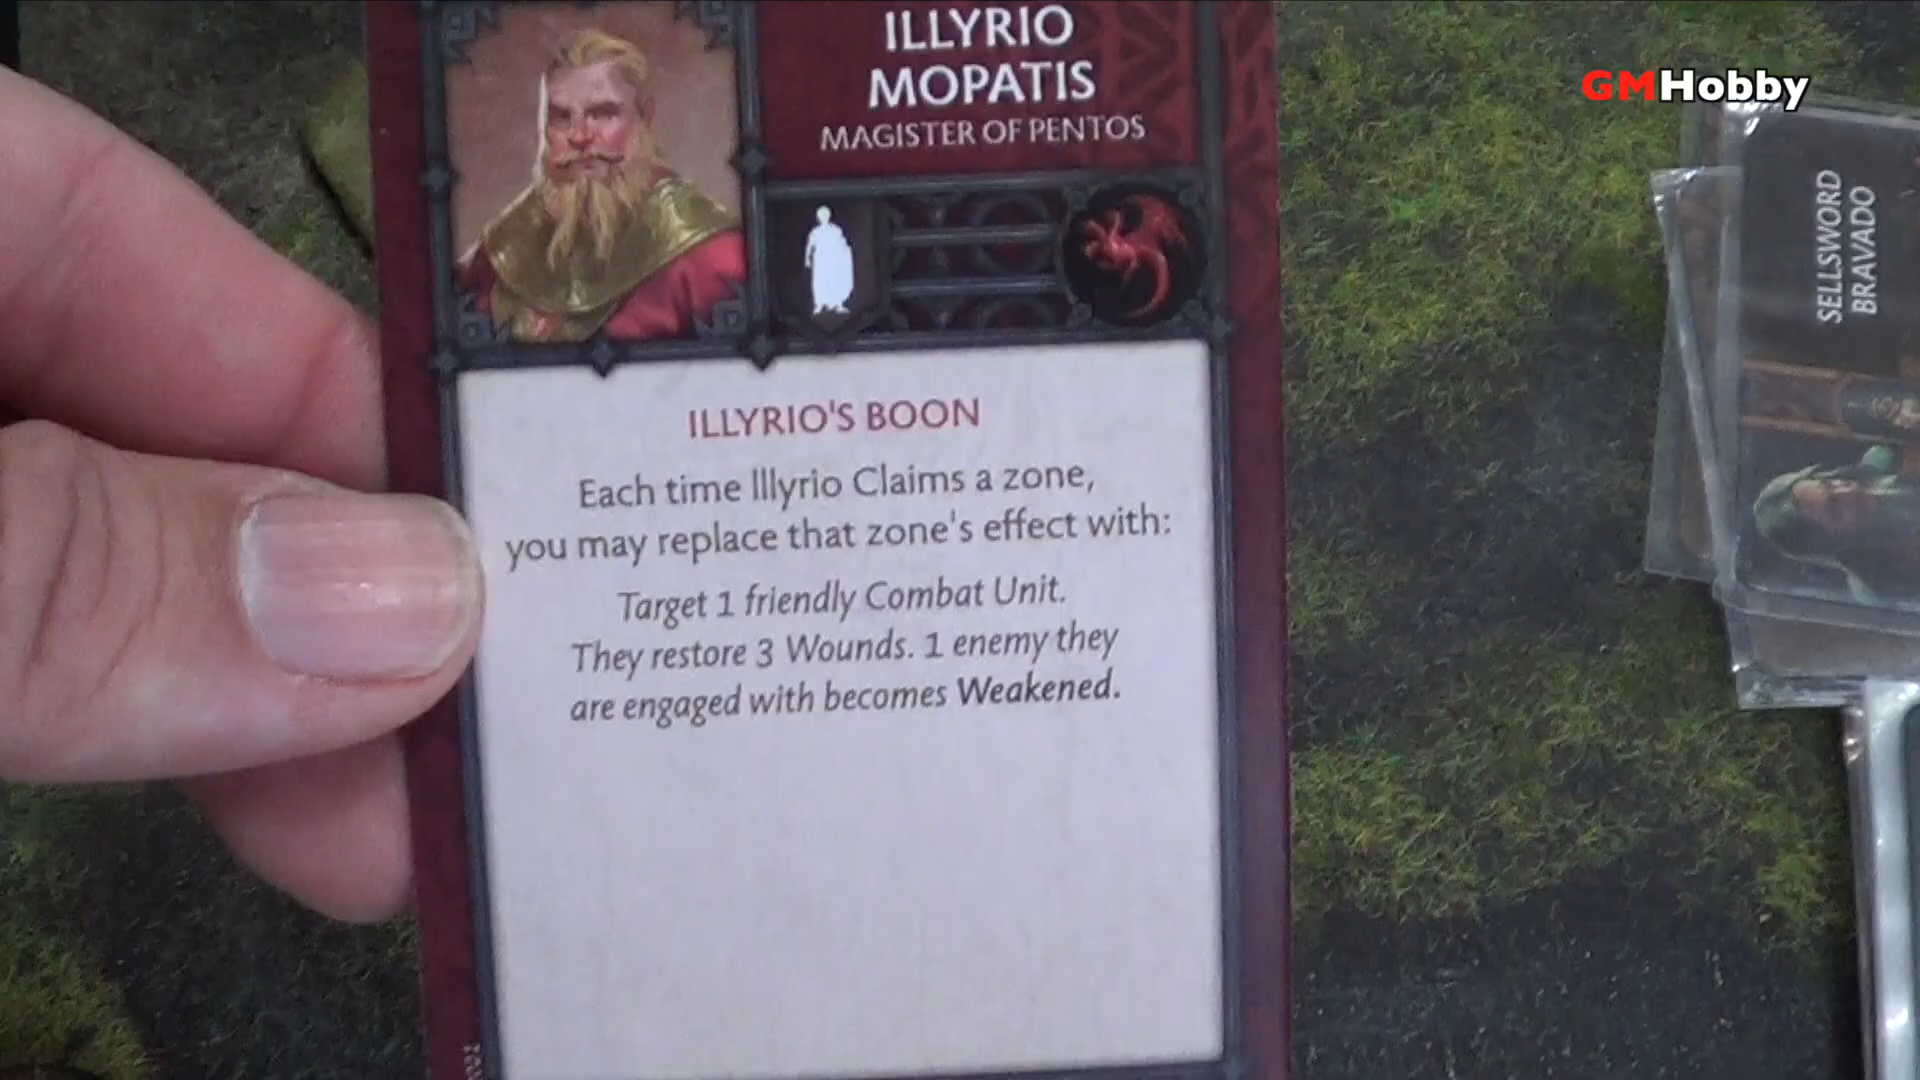 ILLYRIO
MOPATIS
MAGISTER OF PENTOS
GMHobby
SELLSWORD
BRAVADO
ILLYRIO'S BOON
Each time Illyrio Claims a zone,
you may replace that zone's effect with:
Target 1 friendly Combat Unit.
They restore 3 Wounds. 1 enemy they
are engaged with becomes Weakened.